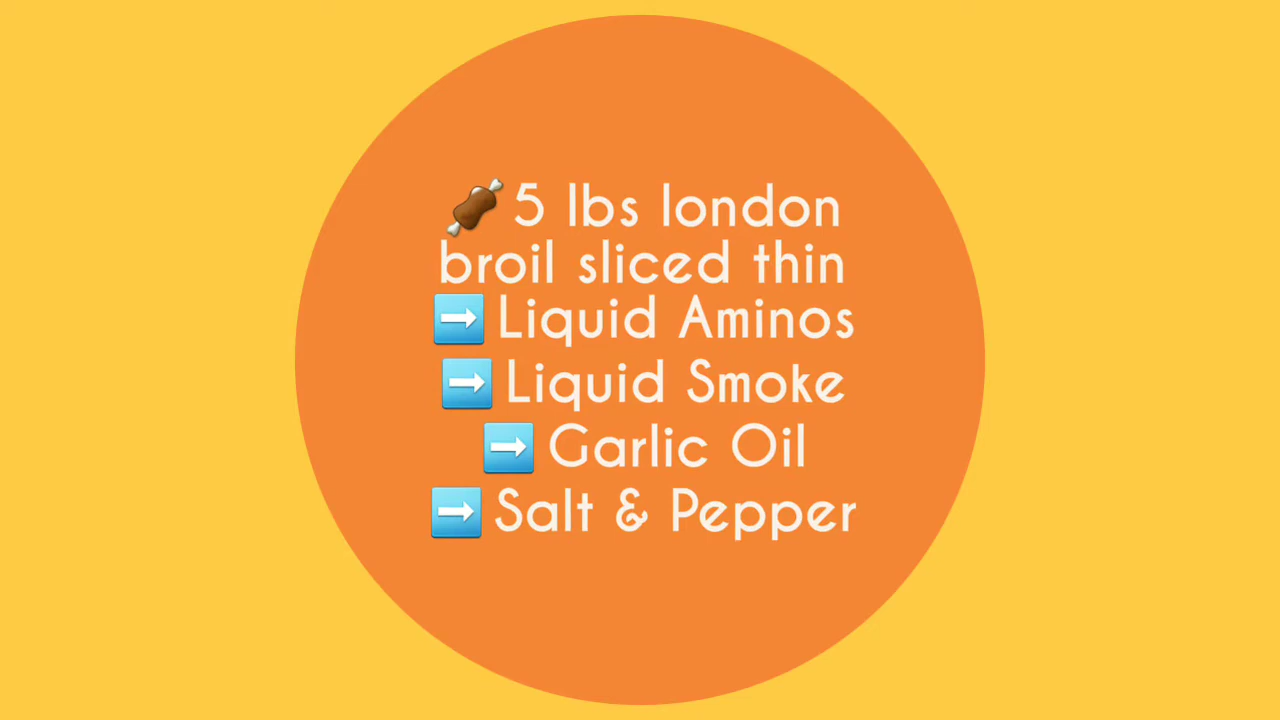 🍖5 lbs london
broil sliced thin
➡️Liquid Aminos
➡️Liquid Smoke
➡️Garlic Oil
➡️Salt & Pepper